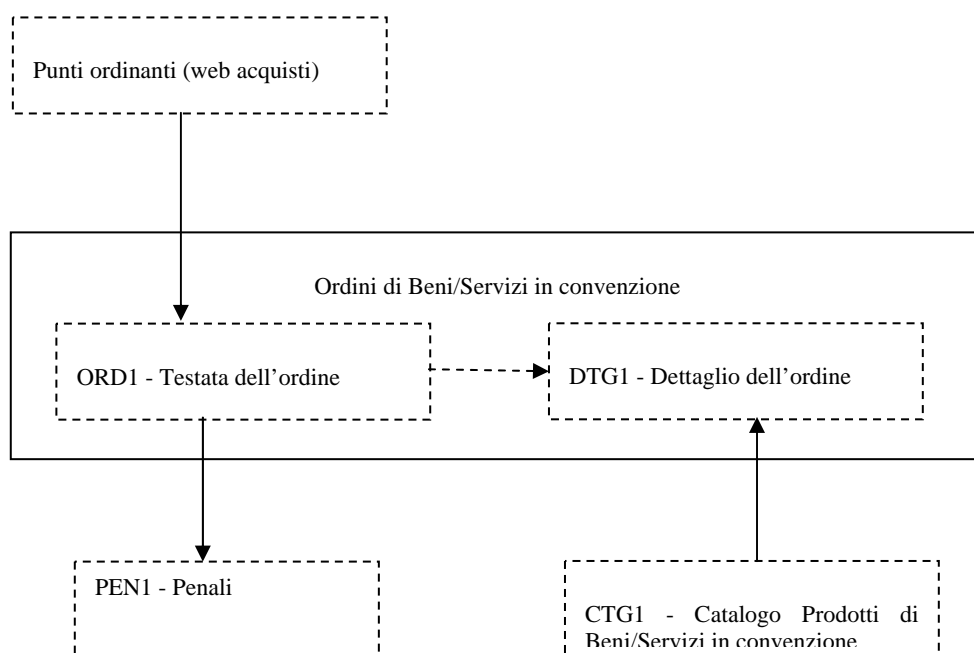 Punti ordinanti (web acquisti)
Ordini di Beni/Servizi in convenzione
ORD1 - Testata dell’ordine
DTG1 - Dettaglio dell’ordine
PEN1 - Penali
CTG1 - Catalogo Prodotti di
Beni/Servizi in convenzione